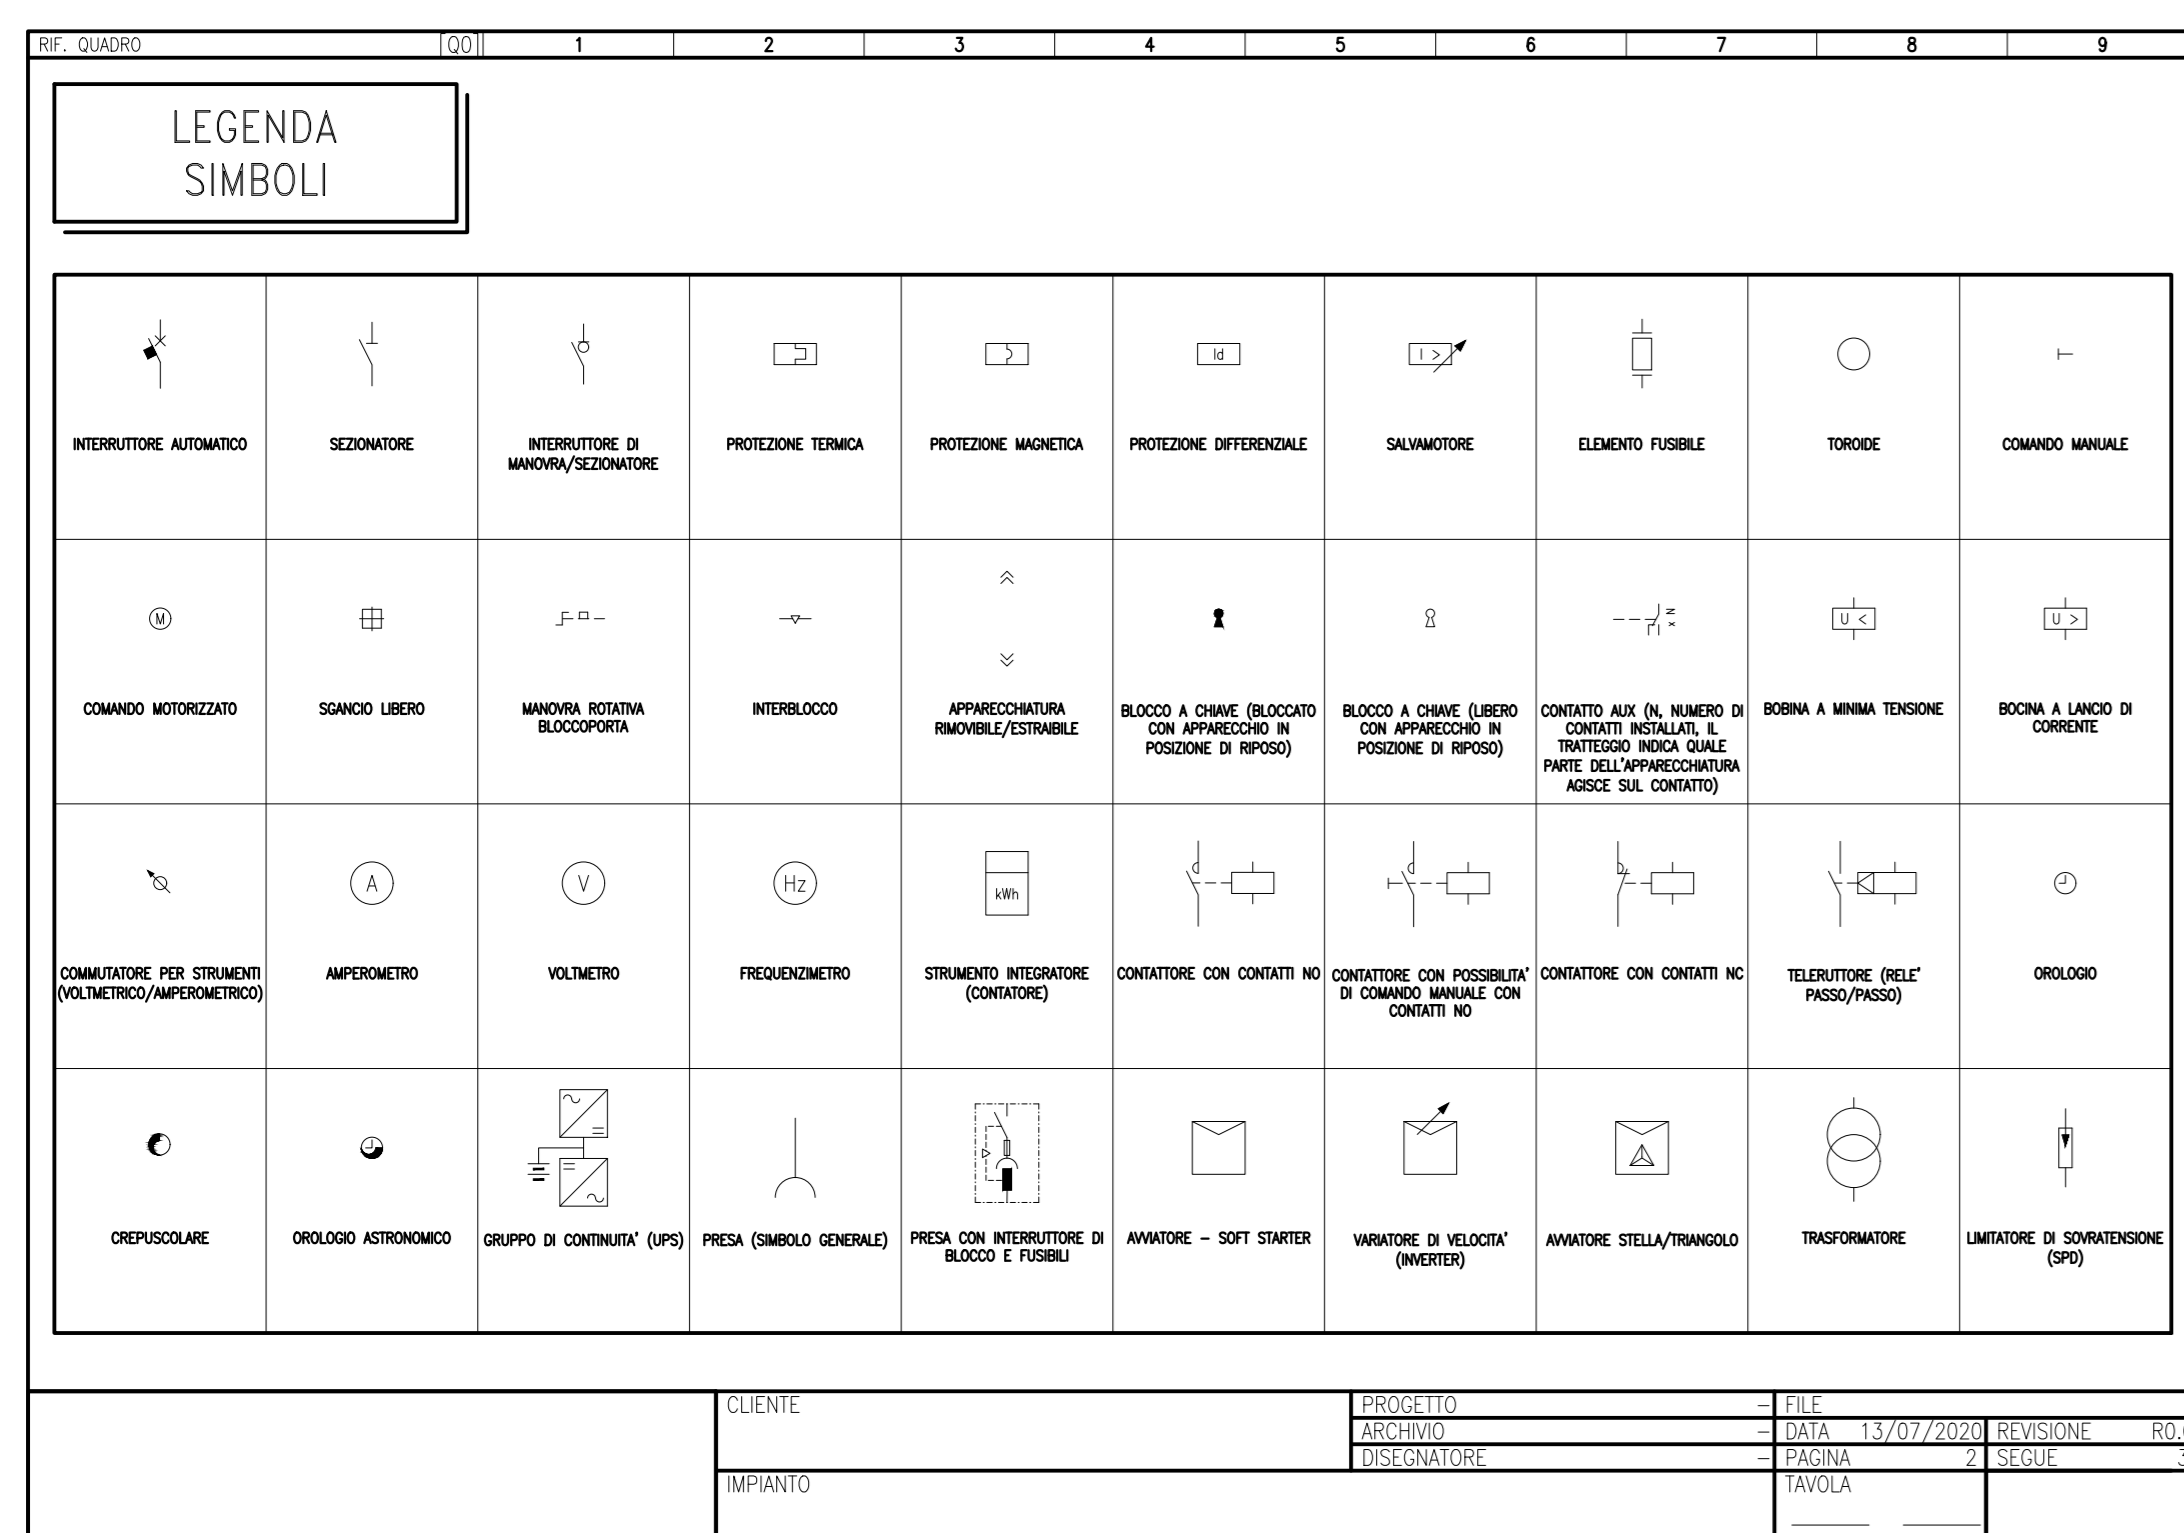 RIF. QUADRO Q0 1 2 3 4 5 6 7 8 9
LEGENDA
SIMBOLI
Id
I >
INTERRUTTORE AUTOMATICO
SEZIONATORE
INTERRUTTORE DI
MANOVRA/SEZIONATORE
PROTEZIONE TERMICA
PROTEZIONE MAGNETICA
PROTEZIONE DIFFERENZIALE
SALVAMOTORE
ELEMENTO FUSIBILE
TOROIDE
COMANDO MANUALE
M
N
x
U <
U >
COMANDO MOTORIZZATO
SGANCIO LIBERO
MANOVRA ROTATIVA
BLOCCOPORTA
INTERBLOCCO
APPARECCHIATURA
RIMOVIBILE/ESTRAIBILE
BLOCCO A CHIAVE (BLOCCATO
CON APPARECCHIO IN
POSIZIONE DI RIPOSO)
BLOCCO A CHIAVE (LIBERO
CON APPARECCHIO IN
POSIZIONE DI RIPOSO)
CONTATTO AUX (N, NUMERO DI
CONTATTI INSTALLATI, IL
TRATTEGGIO INDICA QUALE
PARTE DELL'APPARECCHIATURA
AGISCE SUL CONTATTO)
BOBINA A MINIMA TENSIONE
BOCINA A LANCIO DI
CORRENTE
A
V
Hz
kWh
COMMUTATORE PER STRUMENTI
(VOLTMETRICO/AMPEROMETRICO)
AMPEROMETRO
VOLTMETRO
FREQUENZIMETRO
STRUMENTO INTEGRATORE
(CONTATORE)
CONTATTORE CON CONTATTI NO
CONTATTORE CON POSSIBILITA'
DI COMANDO MANUALE CON
CONTATTI NO
CONTATTORE CON CONTATTI NC
TELERUTTORE (RELE'
PASSO/PASSO)
OROLOGIO
CREPUSCOLARE
OROLOGIO ASTRONOMICO
GRUPPO DI CONTINUITA' (UPS)
PRESA (SIMBOLO GENERALE)
PRESA CON INTERRUTTORE DI
BLOCCO E FUSIBILI
AVVIATORE – SOFT STARTER
VARIATORE DI VELOCITA'
(INVERTER)
AVVIATORE STELLA/TRIANGOLO
TRASFORMATORE
LIMITATORE DI SOVRATENSIONE
(SPD)
CLIENTE
IMPIANTO
PROGETTO –
ARCHIVIO –
DISEGNATORE –
FILE
DATA 13/07/2020 REVISIONE R0.
PAGINA 2 SEGUE 3
TAVOLA